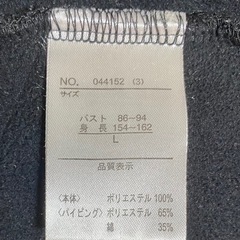 NO. 044152 (3)
サイズ
バスト 86-94
身長 154-162
L
品質表示
〈本体〉 ポリエステル 100%
〈パイピング〉 ポリエステル 65%
綿 35%